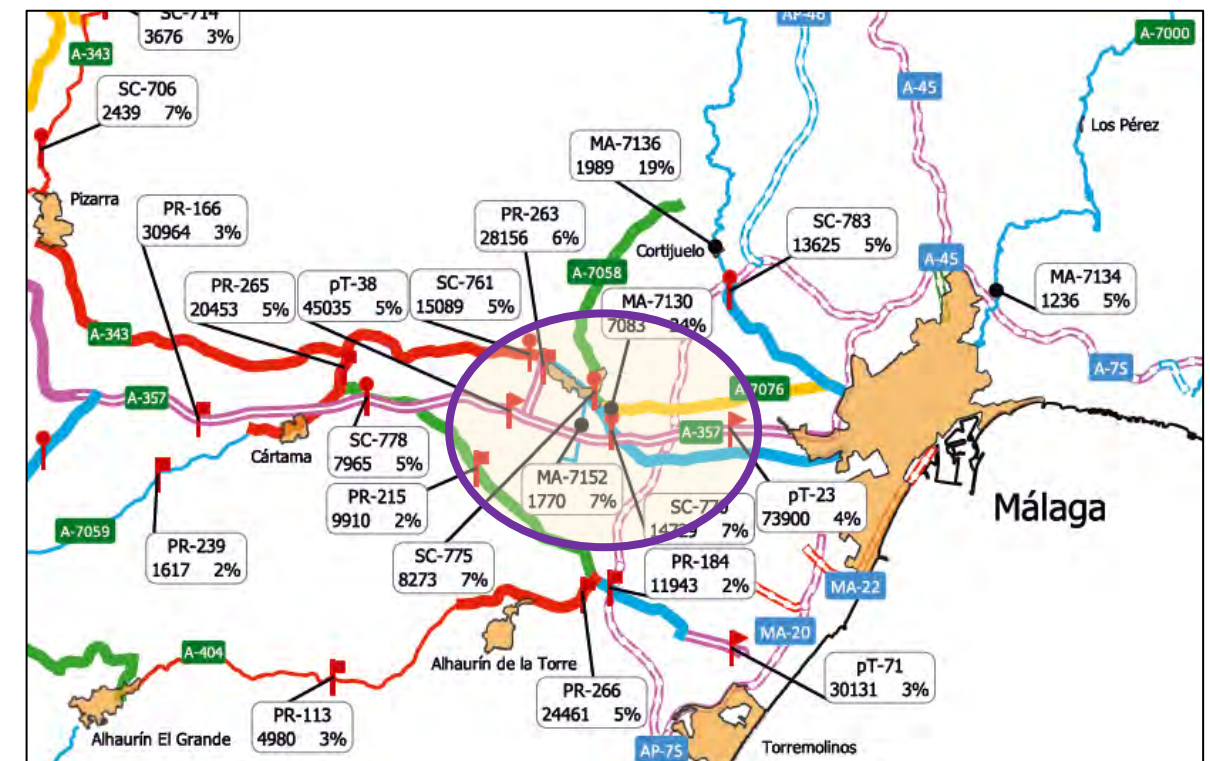 SC-714
3676 3%
AP-46
A-7000
A-343
A-45
SC-706
2439 7%
Los Pérez
MA-7136
1989 19%
Pizarra
PR-166
30964 3%
PR-263
28156 6%
SC-783
13625 5%
Cortijuelo
A-45
A-7058
MA-7134
1236 5%
PR-265
20453 5%
pT-38
45035 5%
SC-761
15089 5%
MA-7130
7083 24%
A-343
A-7S
A-7076
A-357
A-357
SC-778
7965 5%
Cártama
MA-7152
1770 7%
PR-215
9910 2%
pT-23
73900 4%
7%
Málaga
A-7059
PR-239
1617 2%
SC-775
8273 7%
PR-184
11943 2%
MA-22
MA-20
A-404
Alhaurín de la Torre
pT-71
30131 3%
PR-266
24461 5%
PR-113
4980 3%
Alhaurín El Grande
AP-7S
Torremolinos